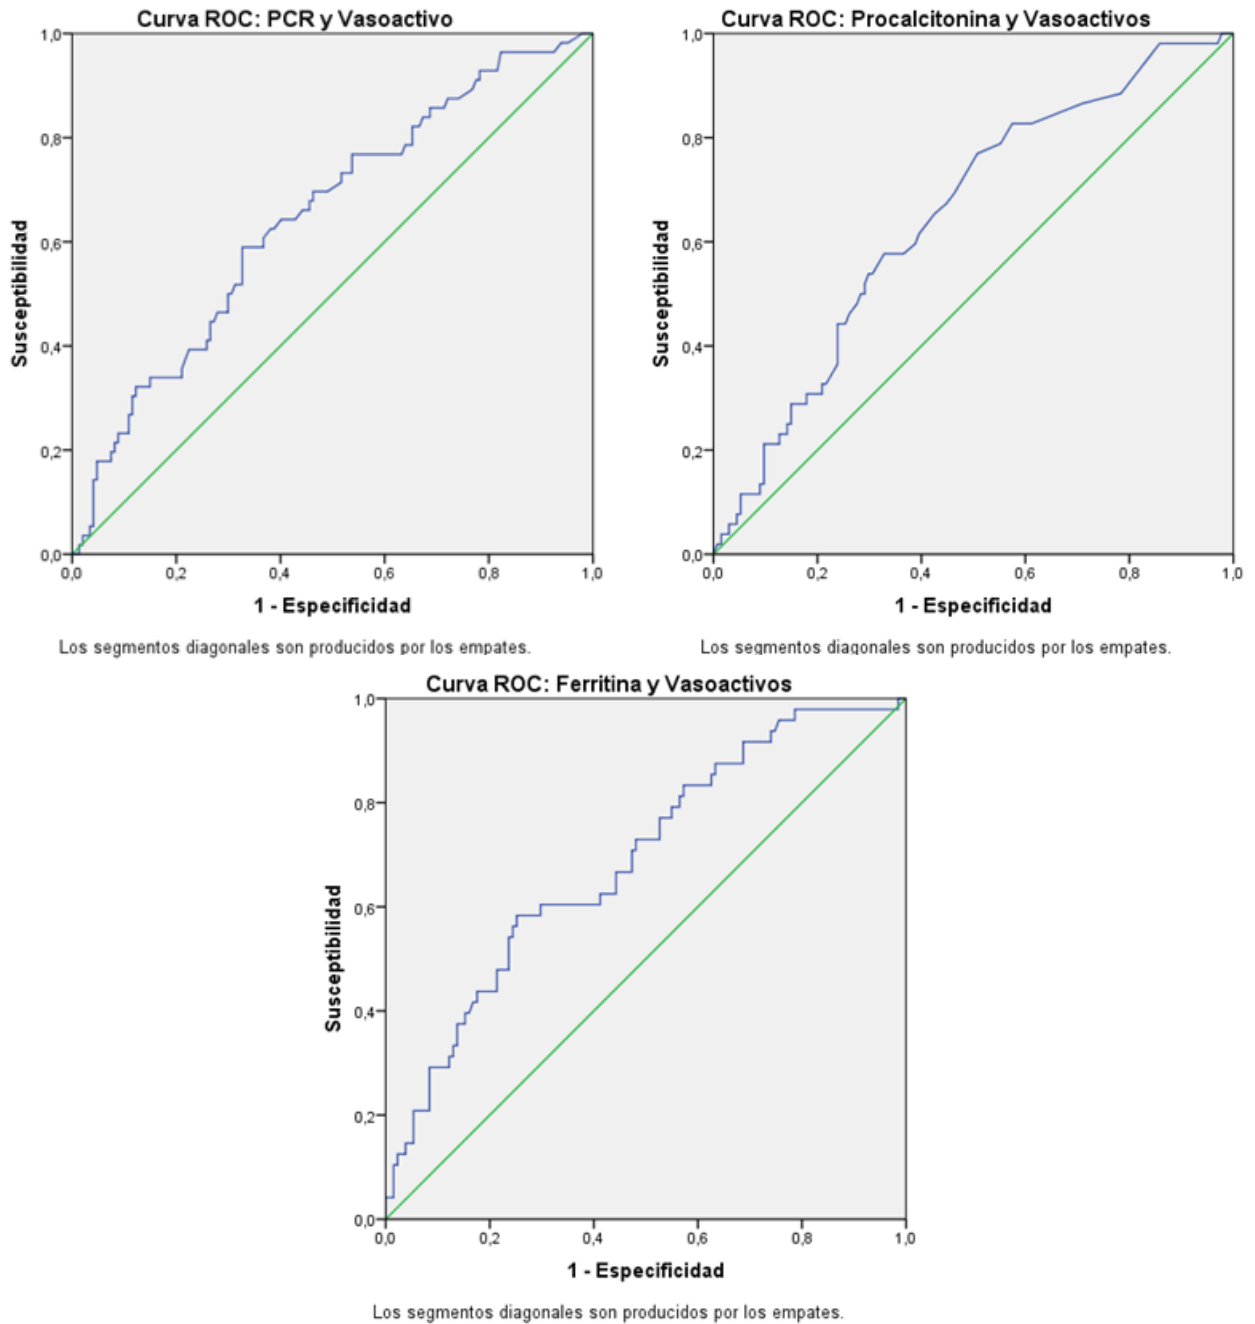 Curva ROC: PCR y Vasoactivo
1,0
0,8
0,6
0,4
0,2
0,0
Susceptibilidad
0,0 0,2 0,4 0,6 0,8 1,0
1 - Especificidad
Los segmentos diagonales son producidos por los empates.
Curva ROC: Procalcitonina y Vasoactivos
1,0
0,8
0,6
0,4
0,2
0,0
Susceptibilidad
0,0 0,2 0,4 0,6 0,8 1,0
1 - Especificidad
Los segmentos diagonales son producidos por los empates.
Curva ROC: Ferritina y Vasoactivos
1,0
0,8
0,6
0,4
0,2
0,0
Susceptibilidad
0,0 0,2 0,4 0,6 0,8 1,0
1 - Especificidad
Los segmentos diagonales son producidos por los empates.